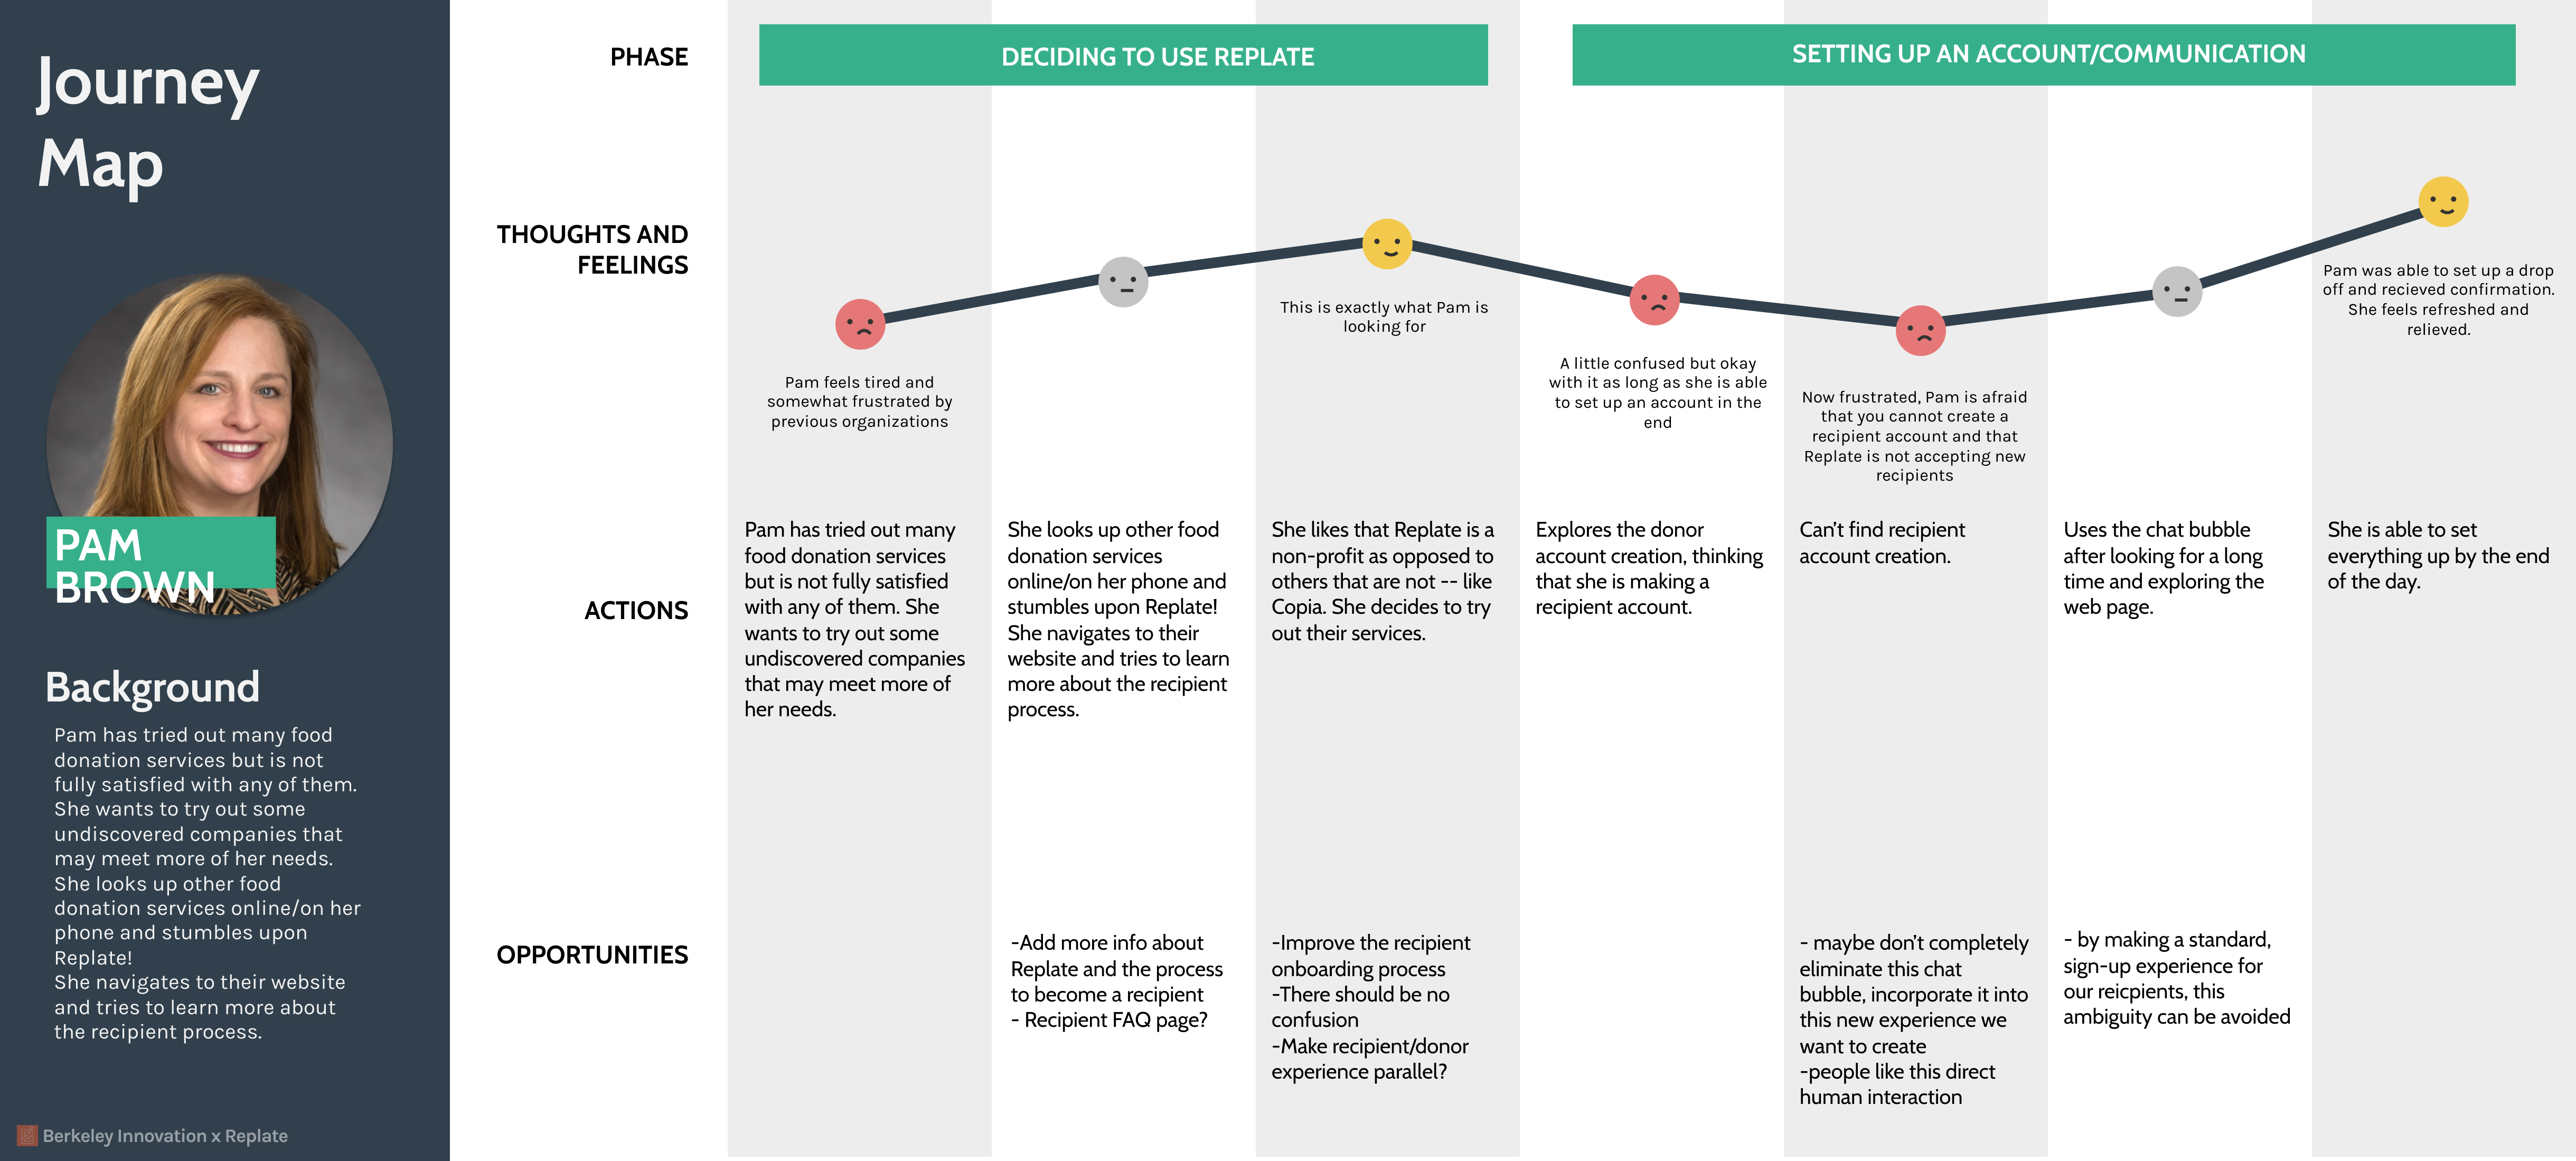 Journey
Map
PAM
BROWN
Background
Pam has tried out many food
donation services but is not
fully satisfied with any of them.
She wants to try out some
undiscovered companies that
may meet more of her needs.
She looks up other food
donation services online/on her
phone and stumbles upon
Replate!
She navigates to their website
and tries to learn more about
the recipient process.
Berkeley Innovation x Replate
PHASE
DECIDING TO USE REPLATE
SETTING UP AN ACCOUNT/COMMUNICATION
THOUGHTS AND
FEELINGS
Pam feels tired and
somewhat frustrated by
previous organizations
This is exactly what Pam is
looking for
A little confused but okay
with it as long as she is able
to set up an account in the
end
Now frustrated, Pam is afraid
that you cannot create a
recipient account and that
Replate is not accepting new
recipients
Pam was able to set up a drop
off and recieved confirmation.
She feels refreshed and
relieved.
ACTIONS
Pam has tried out many
food donation services
but is not fully satisfied
with any of them. She
wants to try out some
undiscovered companies
that may meet more of
her needs.
She looks up other food
donation services
online/on her phone and
stumbles upon Replate!
She navigates to their
website and tries to learn
more about the recipient
process.
She likes that Replate is a
non-profit as opposed to
others that are not -- like
Copia. She decides to try
out their services.
Explores the donor
account creation, thinking
that she is making a
recipient account.
Can't find recipient
account creation.
Uses the chat bubble
after looking for a long
time and exploring the
web page.
She is able to set
everything up by the end
of the day.
OPPORTUNITIES
-Add more info about
Replate and the process
to become a recipient
- Recipient FAQ page?
-Improve the recipient
onboarding process
-There should be no
confusion
-Make recipient/donor
experience parallel?
- maybe don't completely
eliminate this chat
bubble, incorporate it into
this new experience we
want to create
-people like this direct
human interaction
- by making a standard,
sign-up experience for
our reicpients, this
ambiguity can be avoided